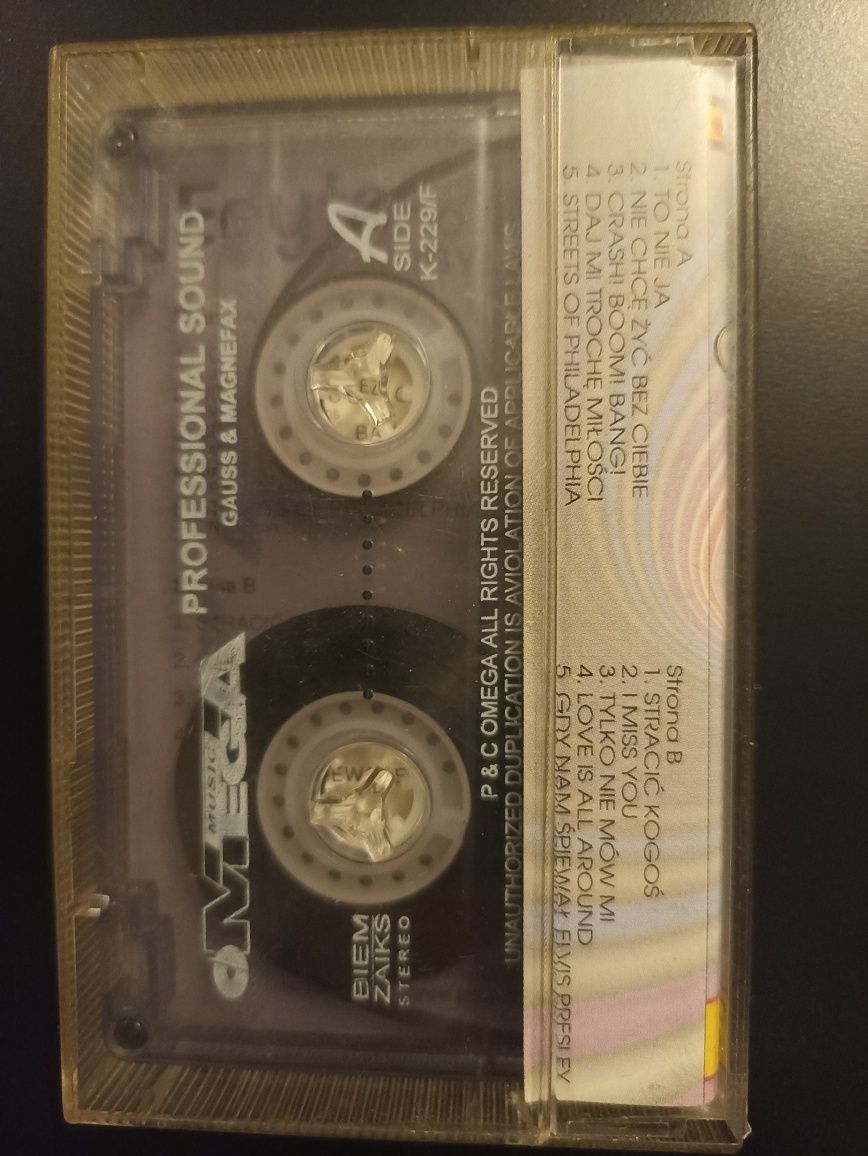 PROFESSIONAL SOUND
GAUSS & MAGNEFAX
OMEGA
MUSIC
A
SIDE
K-229/F
BIEM
ZAIKS
STEREO
P & C OMEGA ALL RIGHTS RESERVED
UNAUTHORIZED DUPLICATION IS AVIOLATION OF APPLICABLE LAWS
Strona A
1. TO NIE JA
2. NIE CHCĘ ŻYĆ BEZ CIEBIE
3. CRASH! BOOM! BANG!
4. DAJ MI TROCHĘ MIŁOŚCI
5. STREETS OF PHILADELPHIA
Strona B
1. STRACIĆ KOGOŚ
2. I MISS YOU
3. TYLKO NIE MÓW MI
4. LOVE IS ALL AROUND
5. GDY NAM ŚPIEWAŁ ELVIS PRESLEY